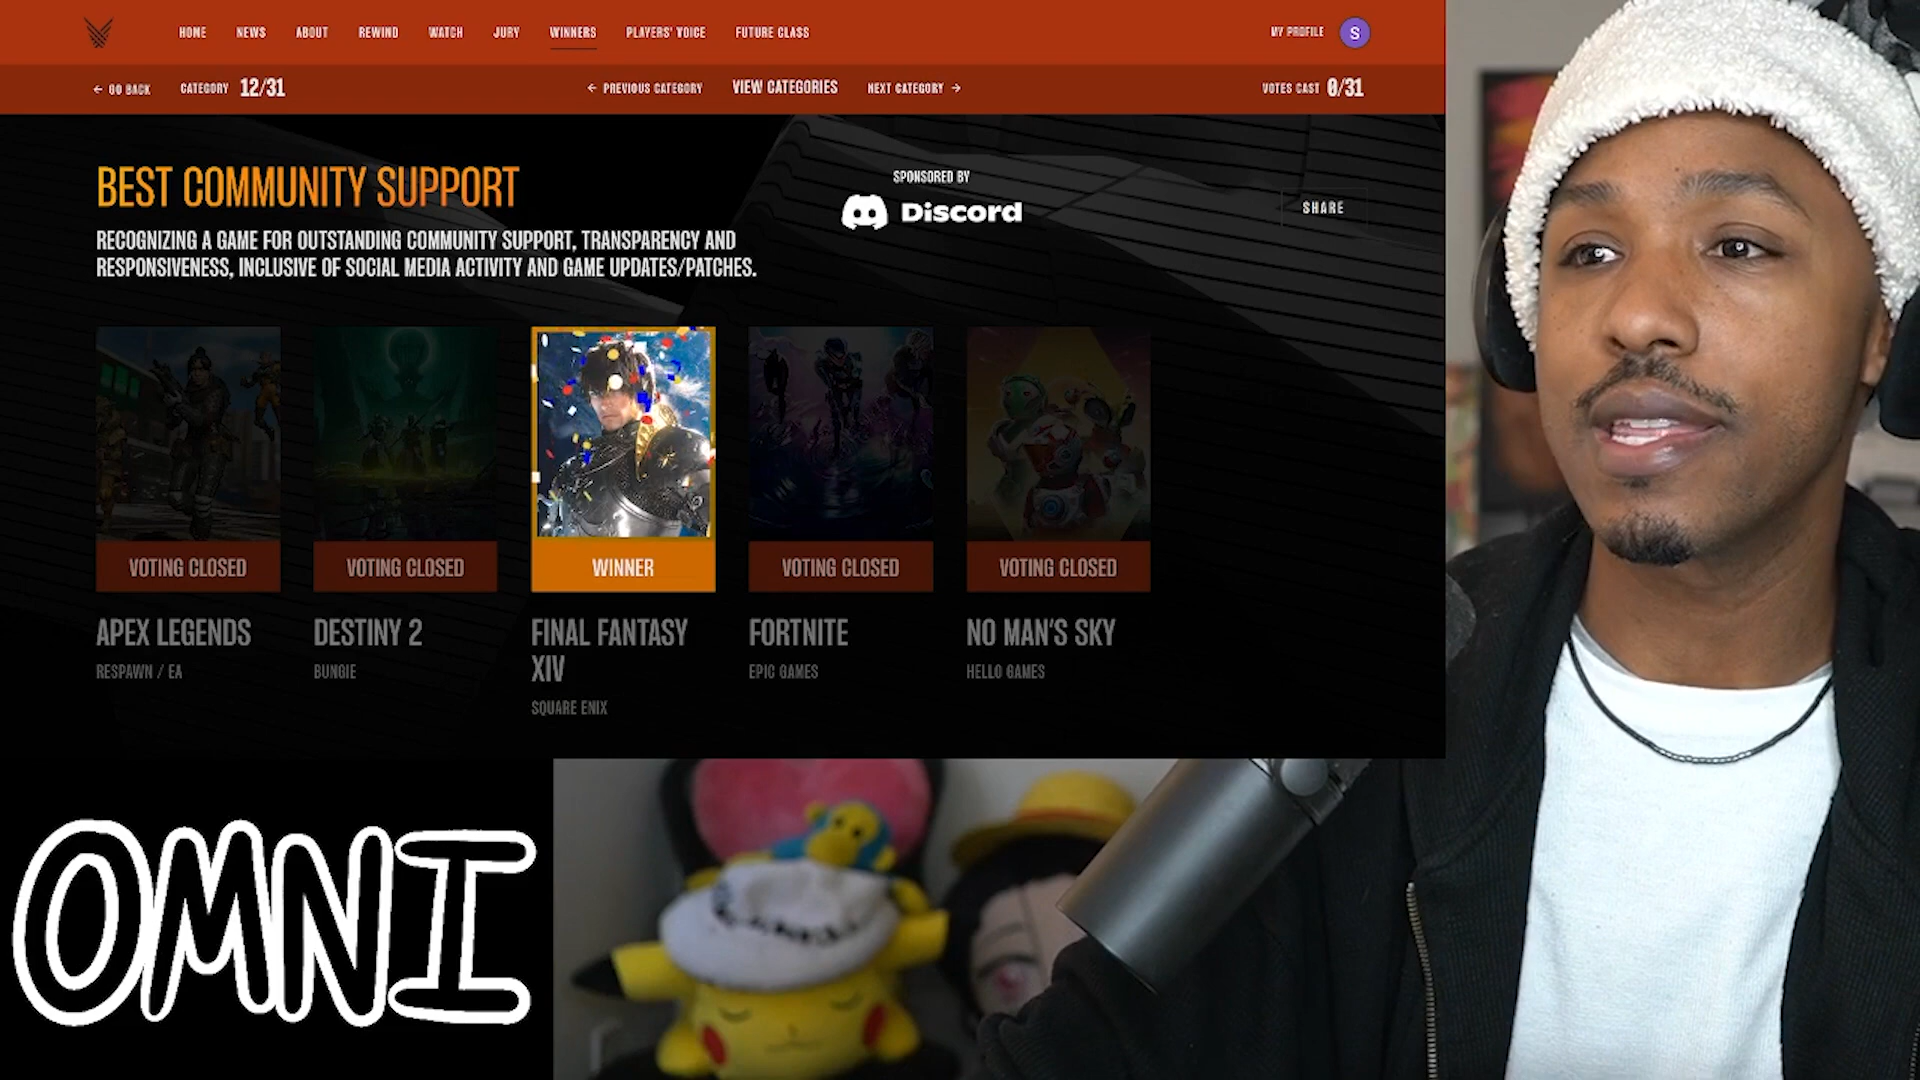 HOME NEWS ABOUT REWIND WATCH JURY WINNERS PLAYERS' VOICE FUTURE CLASS MY PROFILE S
← GO BACK CATEGORY 12/31 ← PREVIOUS CATEGORY VIEW CATEGORIES NEXT CATEGORY → VOTES CAST 0/31
BEST COMMUNITY SUPPORT
RECOGNIZING A GAME FOR OUTSTANDING COMMUNITY SUPPORT, TRANSPARENCY AND
RESPONSIVENESS, INCLUSIVE OF SOCIAL MEDIA ACTIVITY AND GAME UPDATES/PATCHES.
SPONSORED BY
Discord
SHARE
VOTING CLOSED VOTING CLOSED WINNER VOTING CLOSED VOTING CLOSED
APEX LEGENDS
RESPAWN / EA
DESTINY 2
BUNGIE
FINAL FANTASY
XIV
SQUARE ENIX
FORTNITE
EPIC GAMES
NO MAN'S SKY
HELLO GAMES
OMNI